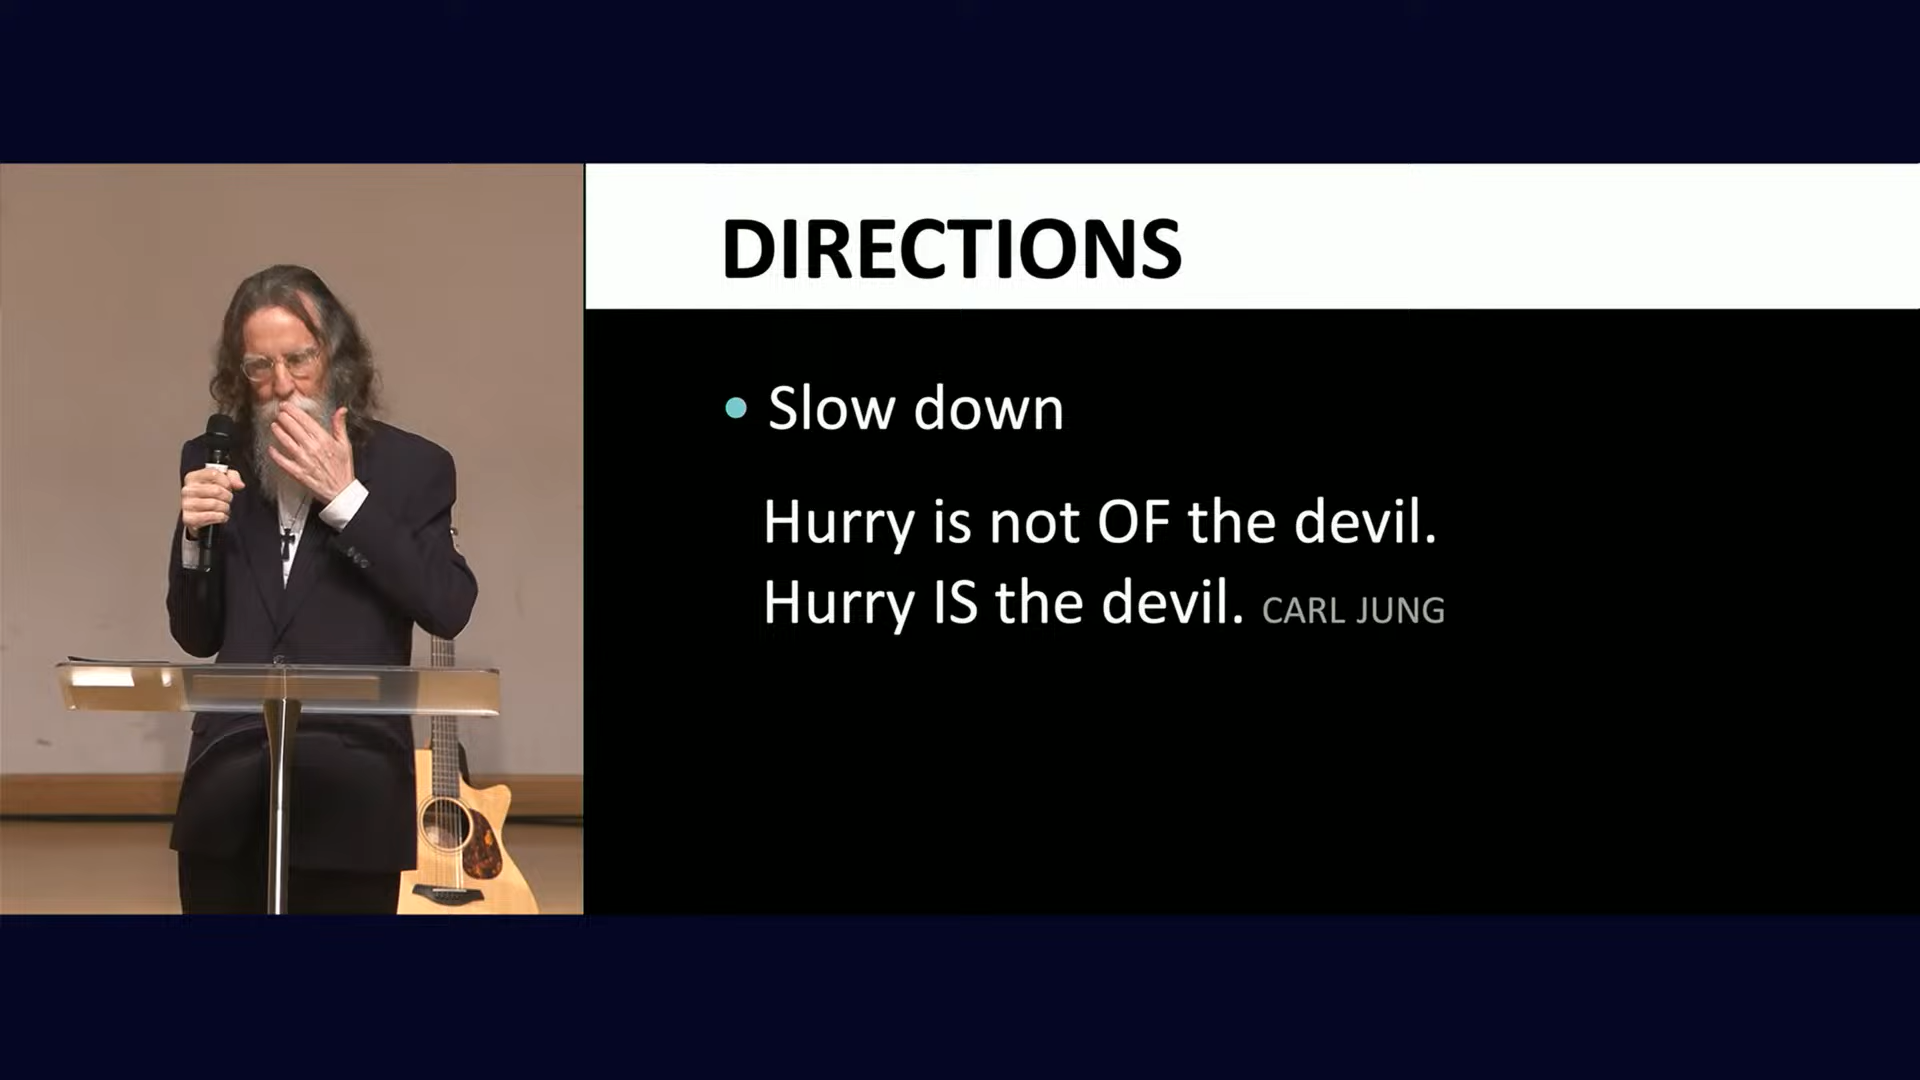 DIRECTIONS
Slow down
Hurry is not OF the devil.
Hurry IS the devil. CARL JUNG